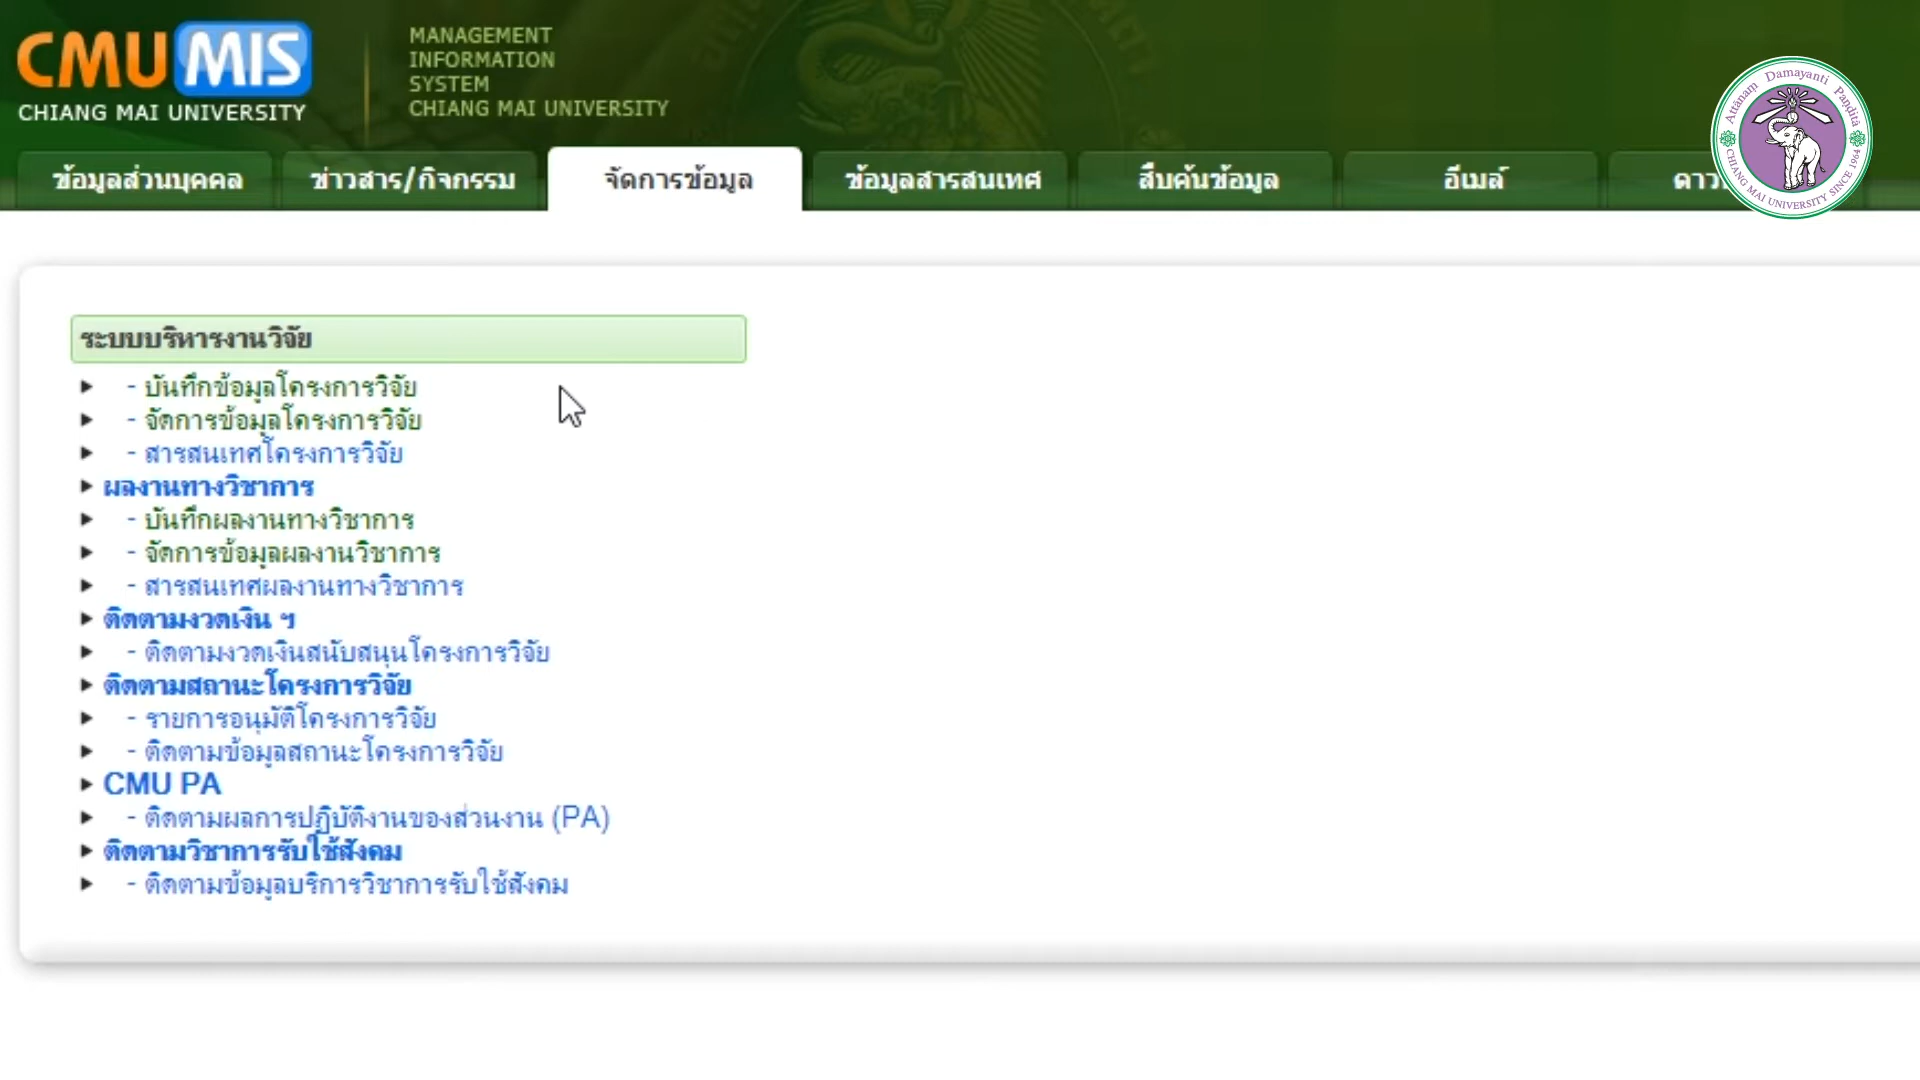 CMU MIS
CHIANG MAI UNIVERSITY
MANAGEMENT
INFORMATION
SYSTEM
CHIANG MAI UNIVERSITY
Attānaṃ Damayanti Paṇḍitā
CHIANG MAI UNIVERSITY SINCE 1964
ข้อมูลส่วนบุคคล ข่าวสาร/กิจกรรม จัดการข้อมูล ข้อมูลสารสนเทศ สืบค้นข้อมูล อีเมล์
ระบบบริหารงานวิจัย
- บันทึกข้อมูลโครงการวิจัย
- จัดการข้อมูลโครงการวิจัย
- สารสนเทศโครงการวิจัย
ผลงานทางวิชาการ
- บันทึกผลงานทางวิชาการ
- จัดการข้อมูลผลงานวิชาการ
- สารสนเทศผลงานทางวิชาการ
ติดตามงวดเงิน ฯ
- ติดตามงวดเงินสนับสนุนโครงการวิจัย
ติดตามสถานะโครงการวิจัย
- รายการอนุมัติโครงการวิจัย
- ติดตามข้อมูลสถานะโครงการวิจัย
CMU PA
- ติดตามผลการปฏิบัติงานของส่วนงาน (PA)
ติดตามวิชาการรับใช้สังคม
- ติดตามข้อมูลบริการวิชาการรับใช้สังคม